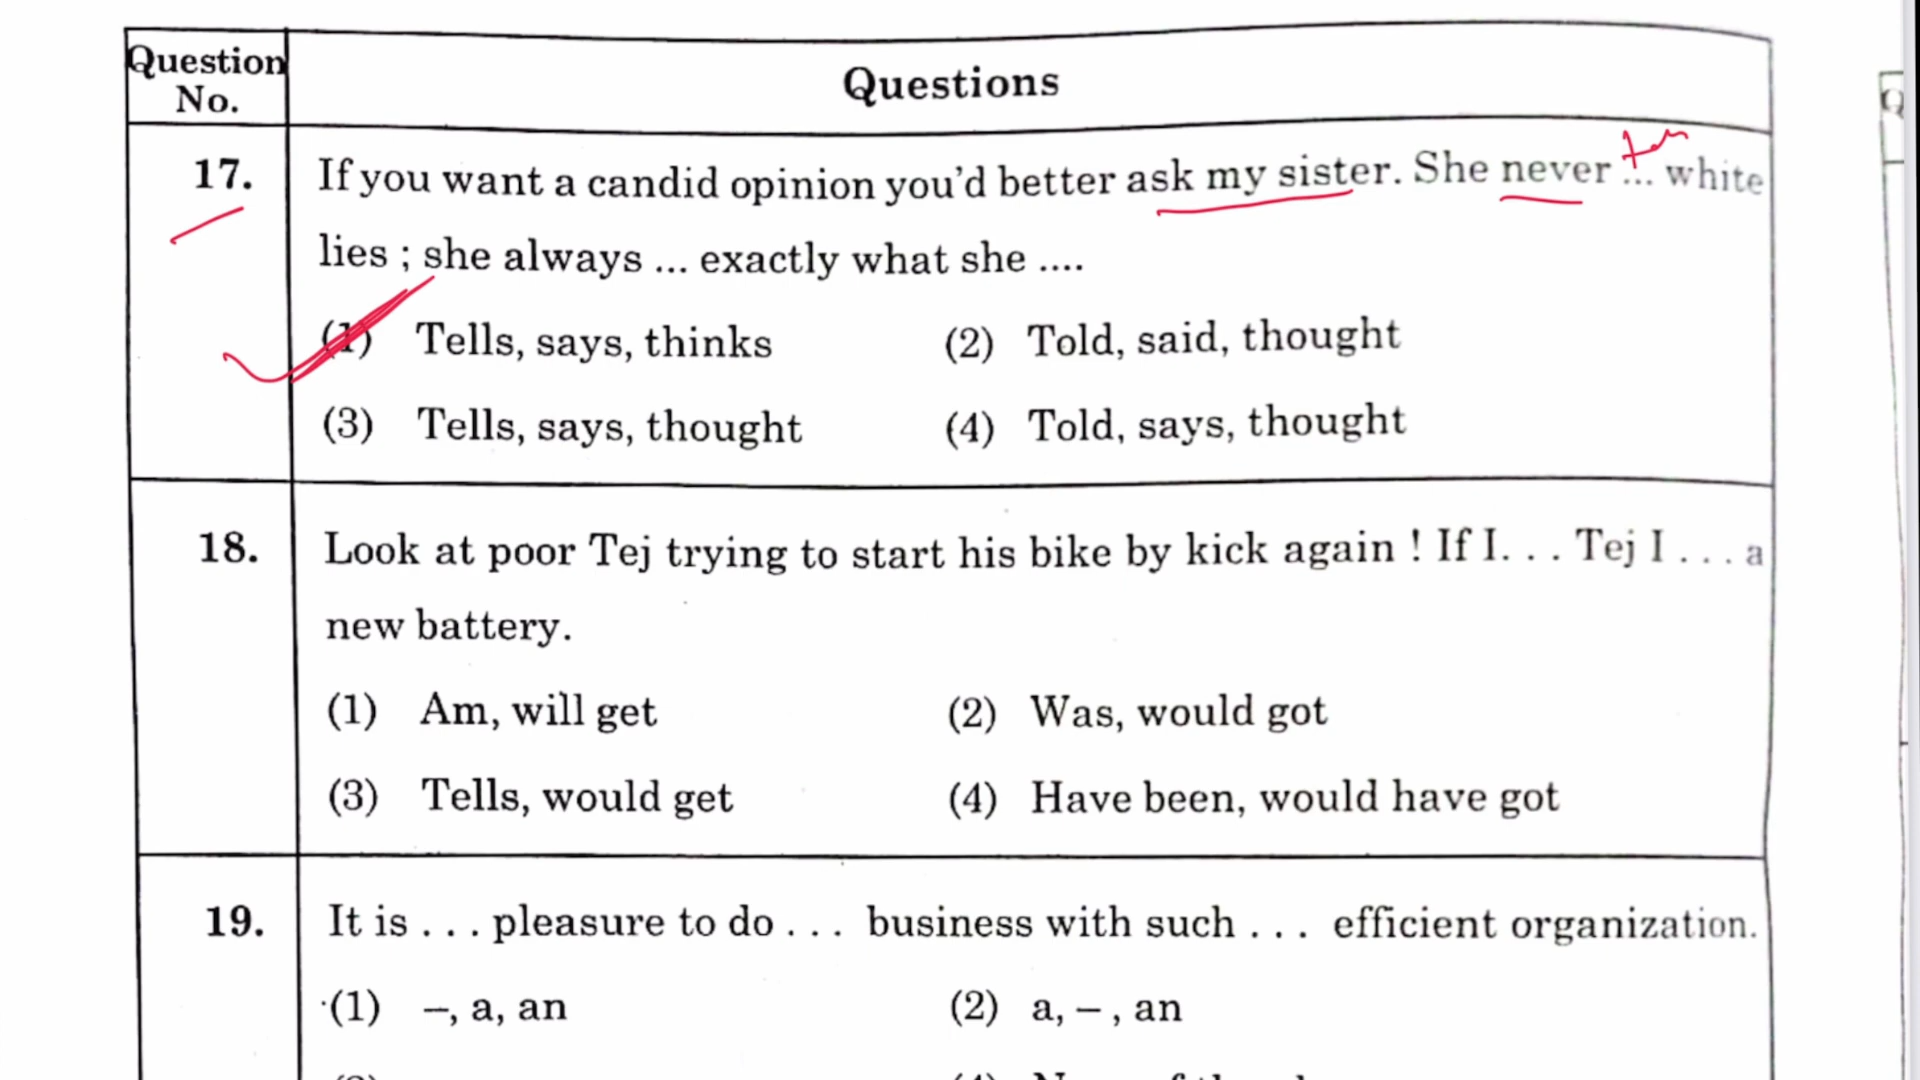 Question No.
Questions
17.
If you want a candid opinion you'd better ask my sister. She never ... white
lies ; she always ... exactly what she ....
(1) Tells, says, thinks
(2) Told, said, thought
(3) Tells, says, thought
(4) Told, says, thought
18.
Look at poor Tej trying to start his bike by kick again ! If I. . . Tej I . . . a
new battery.
(1) Am, will get
(2) Was, would got
(3) Tells, would get
(4) Have been, would have got
19.
It is . . . pleasure to do . . . business with such . . . efficient organization.
(1) –, a, an
(2) a, – , an